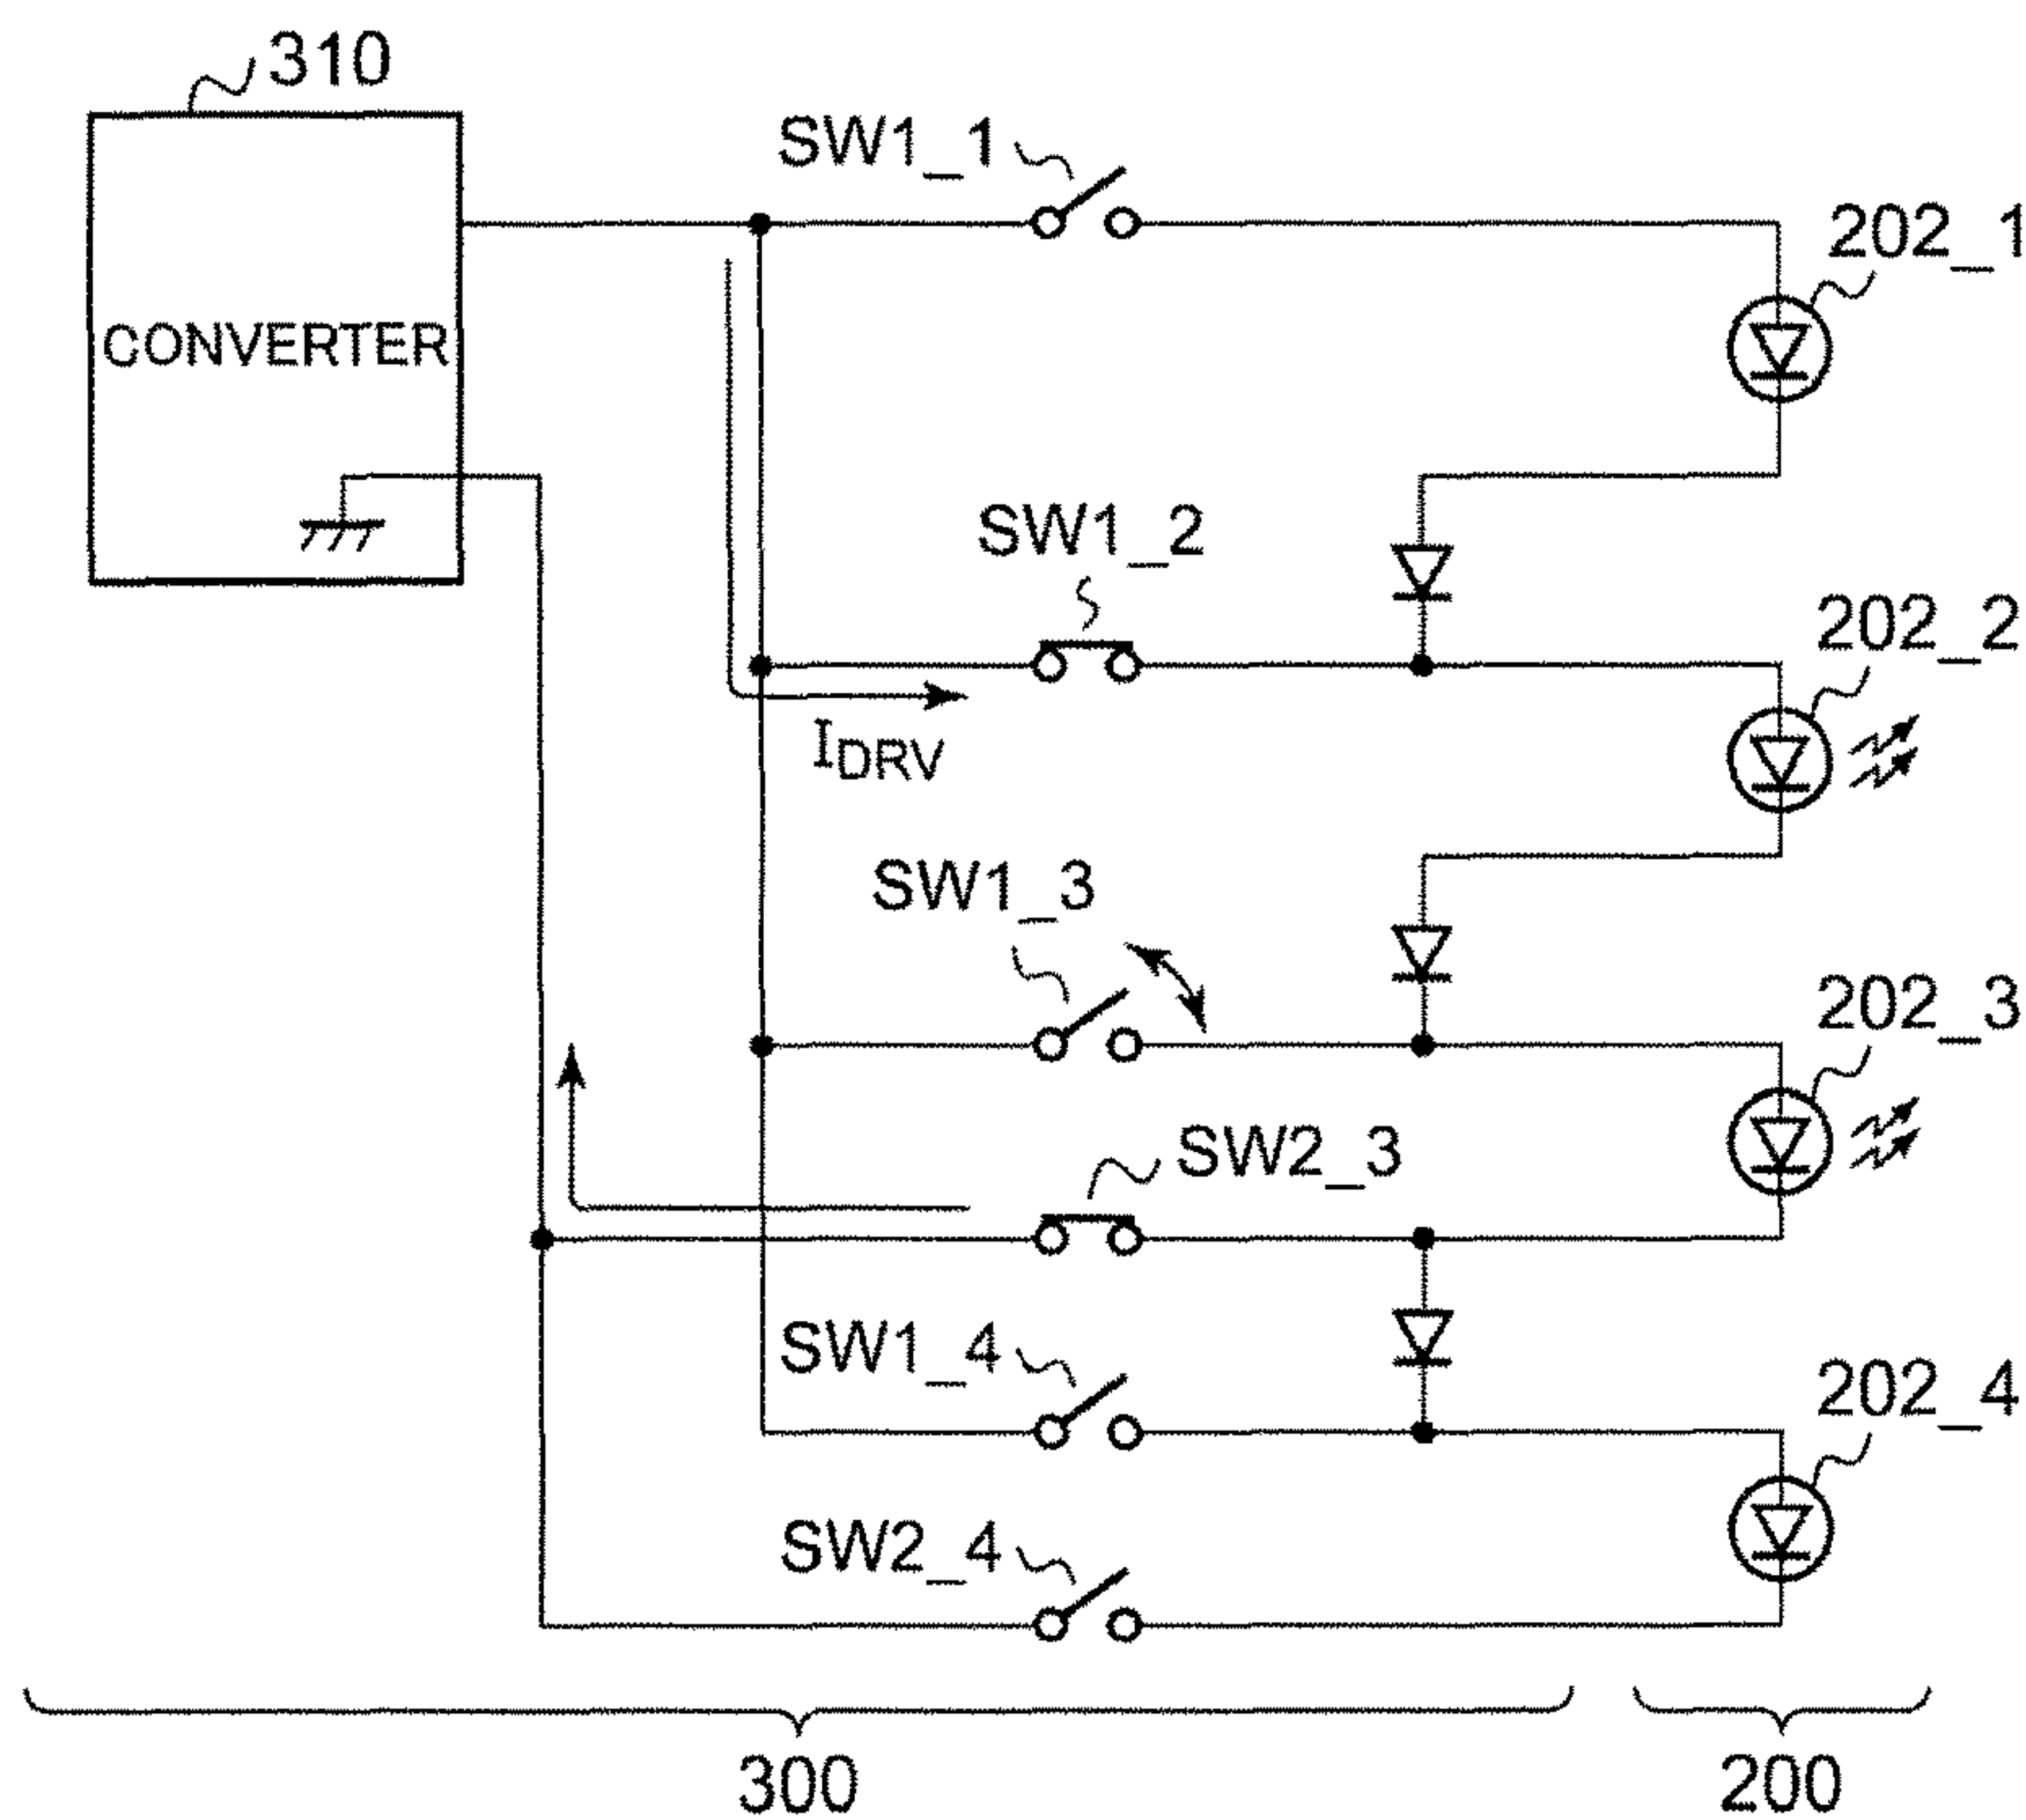 310
SW1_1
202_1
CONVERTER
SW1_2
202_2
IDRV
SW1_3
202_3
SW2_3
SW1_4
202_4
SW2_4
300
200